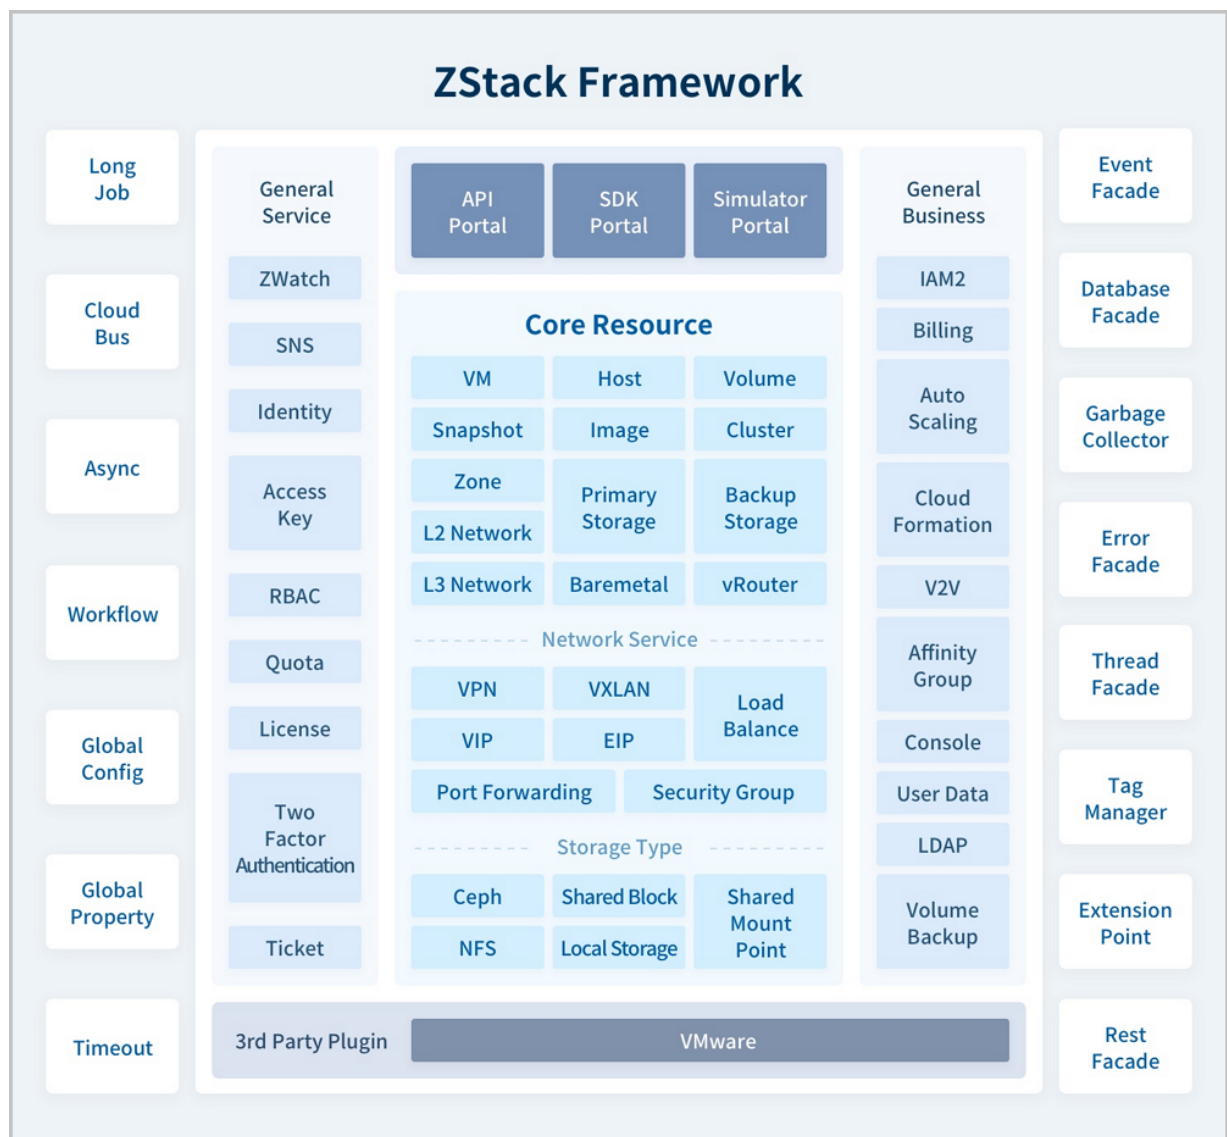 ZStack Framework
Long
Job
Cloud
Bus
Async
Workflow
Global
Config
Global
Property
Timeout
General
Service
ZWatch
SNS
Identity
Access
Key
RBAC
Quota
License
Two
Factor
Authentication
Ticket
API
Portal
SDK
Portal
Simulator
Portal
Core Resource
VM
Host
Volume
Snapshot
Image
Cluster
Zone
Primary
Storage
Backup
Storage
L2 Network
L3 Network
Baremetal
vRouter
Network Service
VPN
VXLAN
Load
Balance
VIP
EIP
Port Forwarding
Security Group
Storage Type
Ceph
Shared Block
Shared
Mount
Point
NFS
Local Storage
General
Business
IAM2
Billing
Auto
Scaling
Cloud
Formation
V2V
Affinity
Group
Console
User Data
LDAP
Volume
Backup
3rd Party Plugin
VMware
Event
Facade
Database
Facade
Garbage
Collector
Error
Facade
Thread
Facade
Tag
Manager
Extension
Point
Rest
Facade